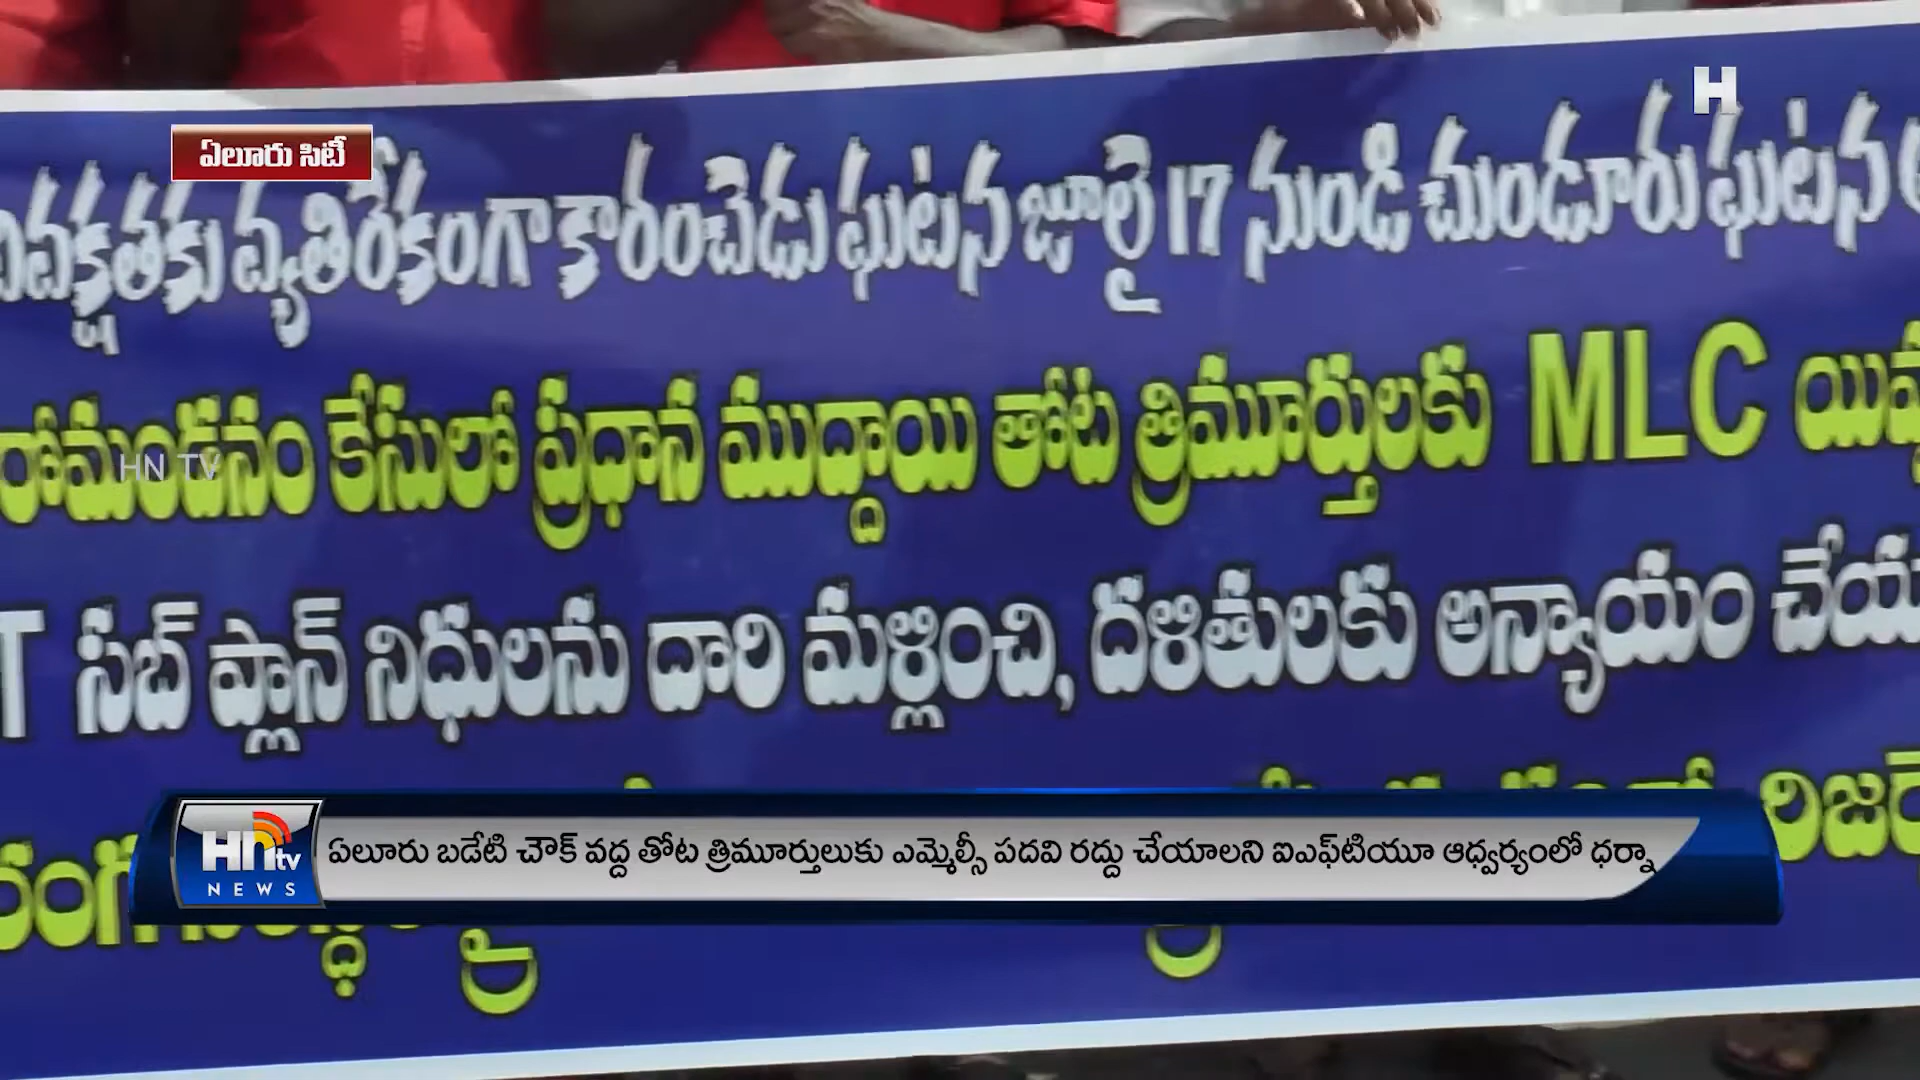 H
ఏలూరు సిటీ
వివక్షతకు వ్యతిరేకంగా కారంచేడు ఘటన జూలై 17 నుండి చుండూరు ఘటన
శిరోముండనం కేసులో ప్రధాన ముద్దాయి తోట త్రిమూర్తులకు MLC
HN TV
T సబ్ ప్లాన్ నిధులను దారి మళ్లించి, దళితులకు అన్యాయం
HN tv NEWS
ఏలూరు బడేటి చౌక్ వద్ద తోట త్రిమూర్తులుకు ఎమ్మెల్సీ పదవి రద్దు చేయాలని ఐఎఫ్‌టియూ ఆధ్వర్యంలో ధర్నా